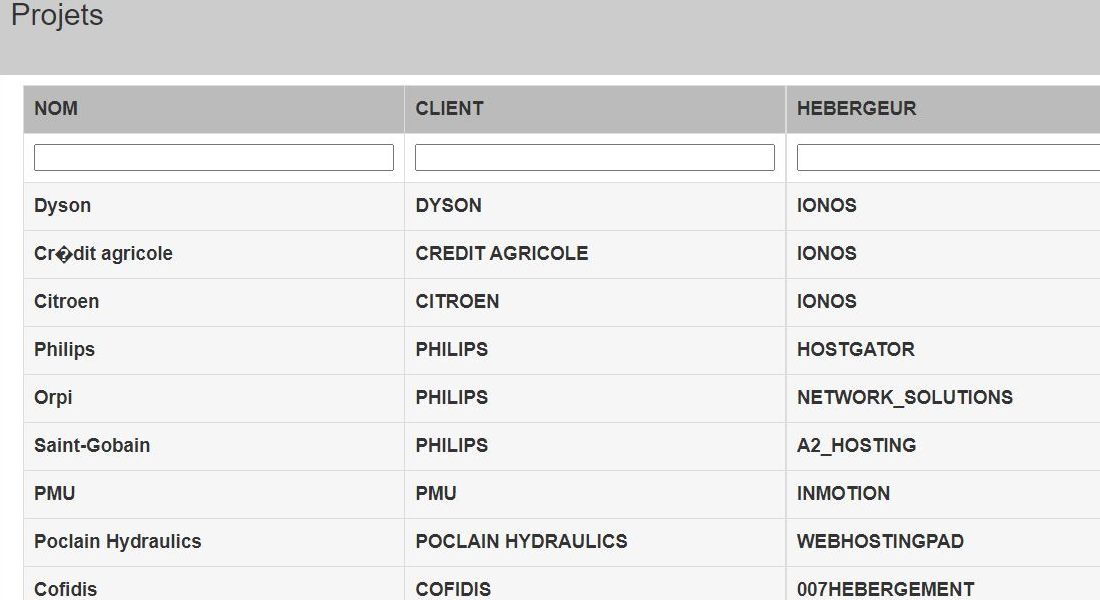 Projets
NOM CLIENT HEBERGEUR
Dyson DYSON IONOS
Cr�dit agricole CREDIT AGRICOLE IONOS
Citroen CITROEN IONOS
Philips PHILIPS HOSTGATOR
Orpi PHILIPS NETWORK_SOLUTIONS
Saint-Gobain PHILIPS A2_HOSTING
PMU PMU INMOTION
Poclain Hydraulics POCLAIN HYDRAULICS WEBHOSTINGPAD
Cofidis COFIDIS 007HEBERGEMENT